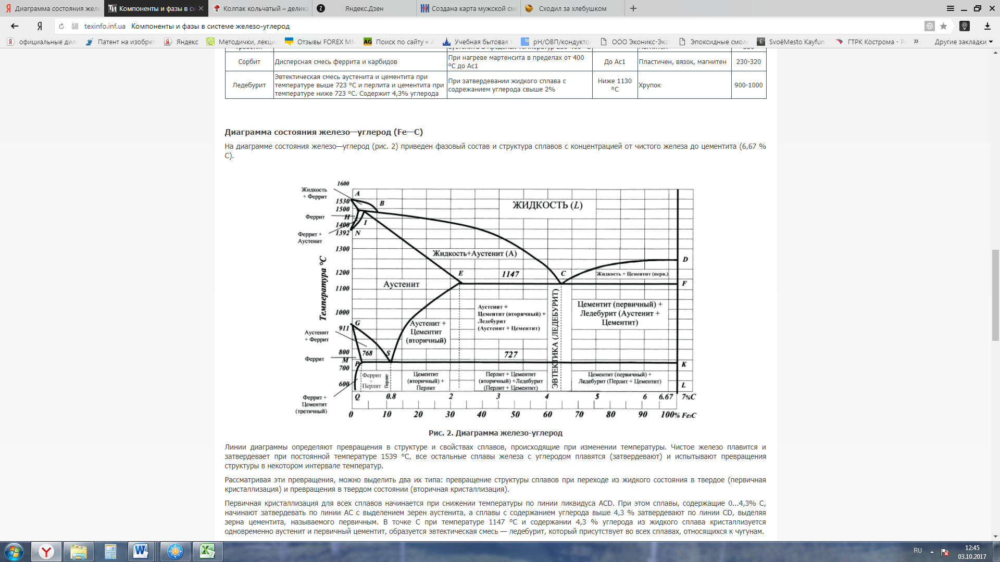 Диаграмма состояния желе
Компоненты и фазы в си
Колпак кольчатый – делика
Яндекс.Дзен
Создана карта мужской см
Сходил за хлебушком
texinfo.inf.ua Компоненты и фазы в системе железо-углерод
официальные дил
Патент на изобрет
Яндекс
Методички, лекци
Отзывы FOREX MM
Поиск по сайту »
Учебная бытовая т
pH/ОВП/кондукто
ООО Эконикс-Экс
Эпоксидные смол
SvoёMesto Kayfun
ГТРК Кострома - Р
»
Другие закладки
Сорбит
Дисперсная смесь феррита и карбидов
При нагреве мартенсита в пределах от 400
°C до Ac1
До Ac1
Пластичен, вязок, магнитен
230-320
Ледебурит
Эвтектическая смесь аустенита и цементита при
температуре выше 723 °C и перлита и цементита при
температуре ниже 723 °C. Содержит 4,3% углерода
При затвердевании жидкого сплава с
содрежанием углерода свыше 2%
Ниже 1130
°C
Хрупок
900-1000
Диаграмма состояния железо—углерод (Fe—C)
На диаграмме состояния железо—углерод (рис. 2) приведен фазовый состав и структура сплавов с концентрацией от чистого железа до цементита (6,67 %
C).
1600
Жидкость
+ Феррит
A
1530
B
ЖИДКОСТЬ (L)
1500
Феррит
H
I
1400
1392
N
Феррит +
Аустенит
1300
Жидкость+Аустенит (А)
D
Температура °C
1200
E
1147
C
Жидкость + Цементит (перв.)
F
1100
Аустенит
ЭВТЕКТИКА (ЛЕДЕБУРИТ)
Аустенит +
Цементит (вторичный) +
Ледебурит
(Аустенит + Цементит)
Цементит (первичный) +
Ледебурит (Аустенит +
Цементит)
1000
Аустенит +
Цементит
(вторичный)
G
911
Аустенит
+ Феррит
800
768
S
727
Феррит
M
P
K
700
Феррит
+
Перлит
Перлит
Цементит
(вторичный) +
Перлит
Перлит + Цементит
(вторичный) +Ледебурит
(Перлит + Цементит)
Цементит (первичный) +
Ледебурит (Перлит + Цементит)
600
L
Феррит +
Цементит
(третичный)
Q 0.8 2 3 4 5 6 6.67 7%C
0 10 20 30 40 50 60 70 80 90 100% Fe₃C
Рис. 2. Диаграмма железо-углерод
Линии диаграммы определяют превращения в структуре и свойствах сплавов, происходящие при изменении температуры. Чистое железо плавится и
затвердевает при постоянной температуре 1539 °C, все остальные сплавы железа с углеродом плавятся (затвердевают) и испытывают превращения
структуры в некотором интервале температур.
Рассматривая эти превращения, можно выделить два их типа: превращение структуры сплавов при переходе из жидкого состояния в твердое (первичная
кристаллизация) и превращения в твердом состоянии (вторичная кристаллизация).
Первичная кристаллизация для всех сплавов начинается при снижении температуры по линии ликвидуса ACD. При этом сплавы, содержащие 0...4,3% C,
начинают затвердевать по линии AC с выделением зерен аустенита, а сплавы с содержанием углерода выше 4,3 % затвердевают по линии CD, выделяя
зерна цементита, называемого первичным. В точке C при температуре 1147 °C и содержании 4,3 % углерода из жидкого сплава кристаллизуется
одновременно аустенит и первичный цементит, образуется эвтектическая смесь — ледебурит, который присутствует во всех сплавах, относящихся к чугунам.
RU
12:45
03.10.2017